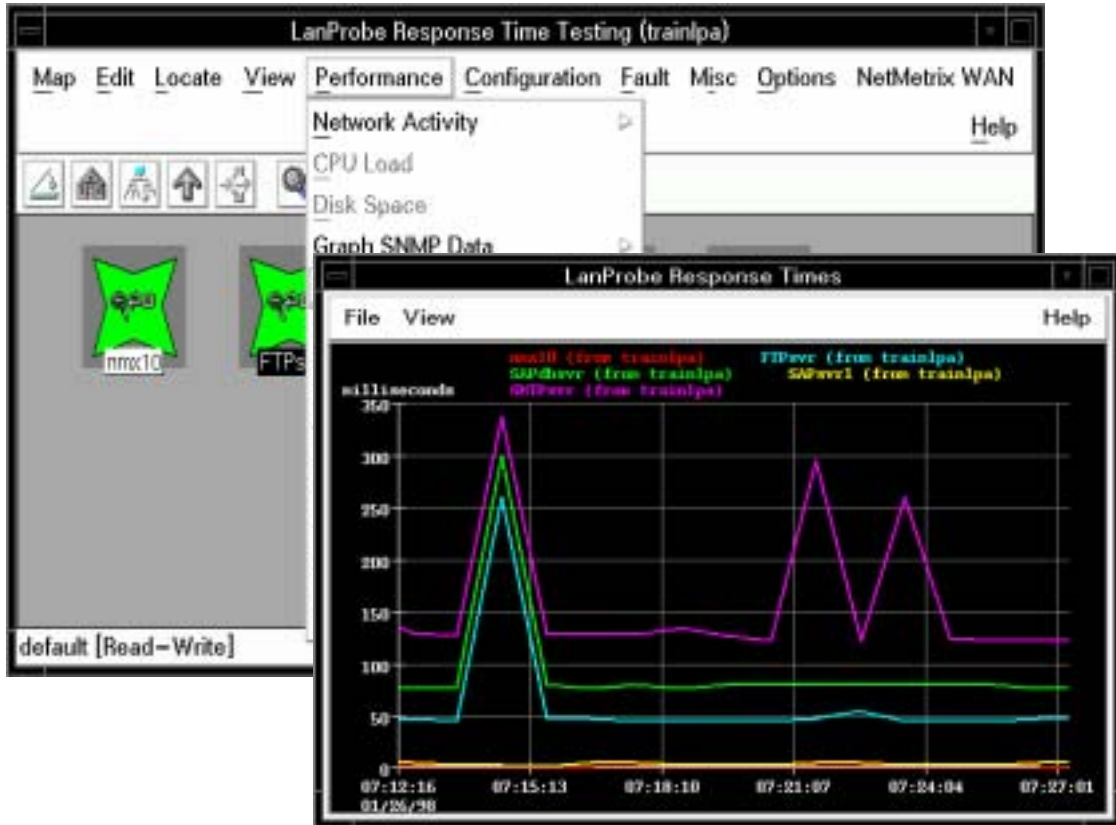 LanProbe Response Time Testing (trainlpa)
Map Edit Locate View Performance Configuration Fault Misc Options NetMetrix WAN
Help
Network Activity
CPU Load
Disk Space
Graph SNMP Data
nmx10
FTPs
default [Read-Write]
LanProbe Response Times
File View Help
nmx10 (from trainlpa) FTPsvr (from trainlpa)
SAPdbsvr (from trainlpa) SAPsvr1 (from trainlpa)
milliseconds (from trainlpa)
350
300
250
200
150
100
50
0
07:12:16 07:15:13 07:18:10 07:21:07 07:24:04 07:27:01
01/26/98